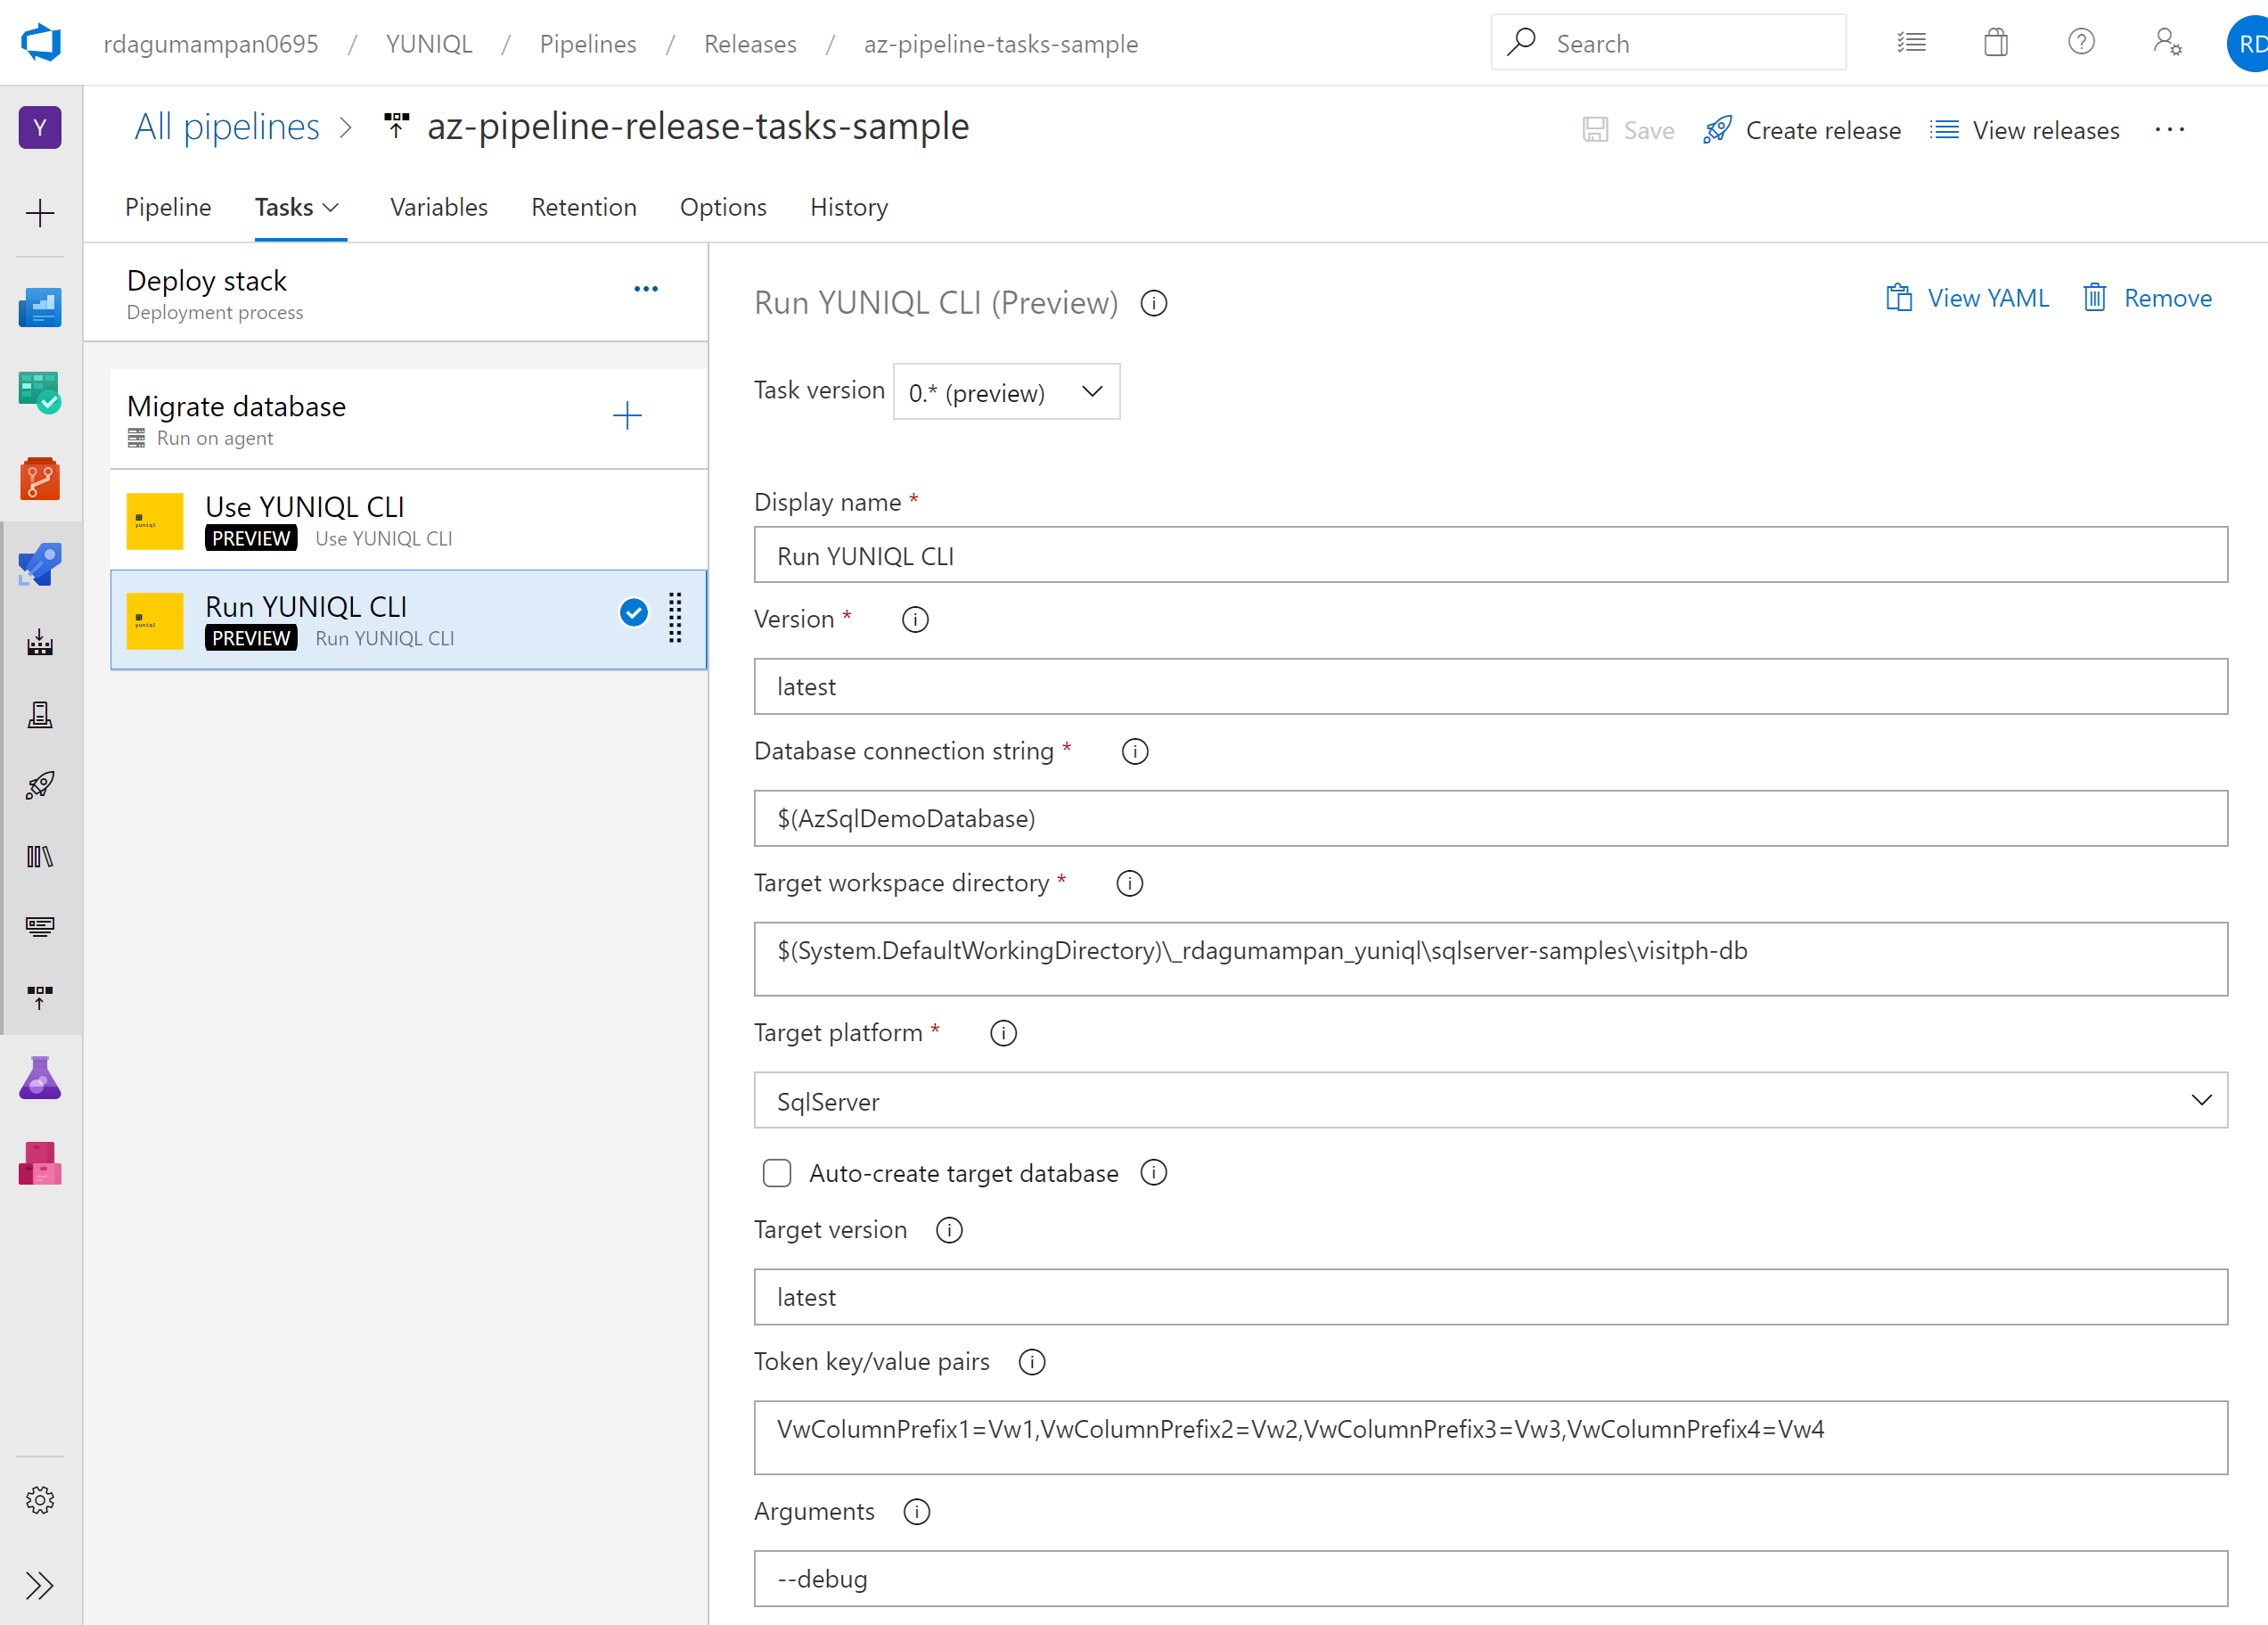 rdagumampan0695 / YUNIQL / Pipelines / Releases / az-pipeline-tasks-sample
Search
RD
Y
All pipelines > az-pipeline-release-tasks-sample
Save Create release View releases ...
Pipeline Tasks Variables Retention Options History
Deploy stack
Deployment process
Migrate database
Run on agent
Use YUNIQL CLI
PREVIEW Use YUNIQL CLI
yuniql
Run YUNIQL CLI
PREVIEW Run YUNIQL CLI
yuniql
Run YUNIQL CLI (Preview)
View YAML Remove
Task version 0.* (preview)
Display name *
Run YUNIQL CLI
Version *
latest
Database connection string *
$(AzSqlDemoDatabase)
Target workspace directory *
$(System.DefaultWorkingDirectory)\_rdagumampan_yuniql\sqlserver-samples\visitph-db
Target platform *
SqlServer
Auto-create target database
Target version
latest
Token key/value pairs
VwColumnPrefix1=Vw1,VwColumnPrefix2=Vw2,VwColumnPrefix3=Vw3,VwColumnPrefix4=Vw4
Arguments
--debug